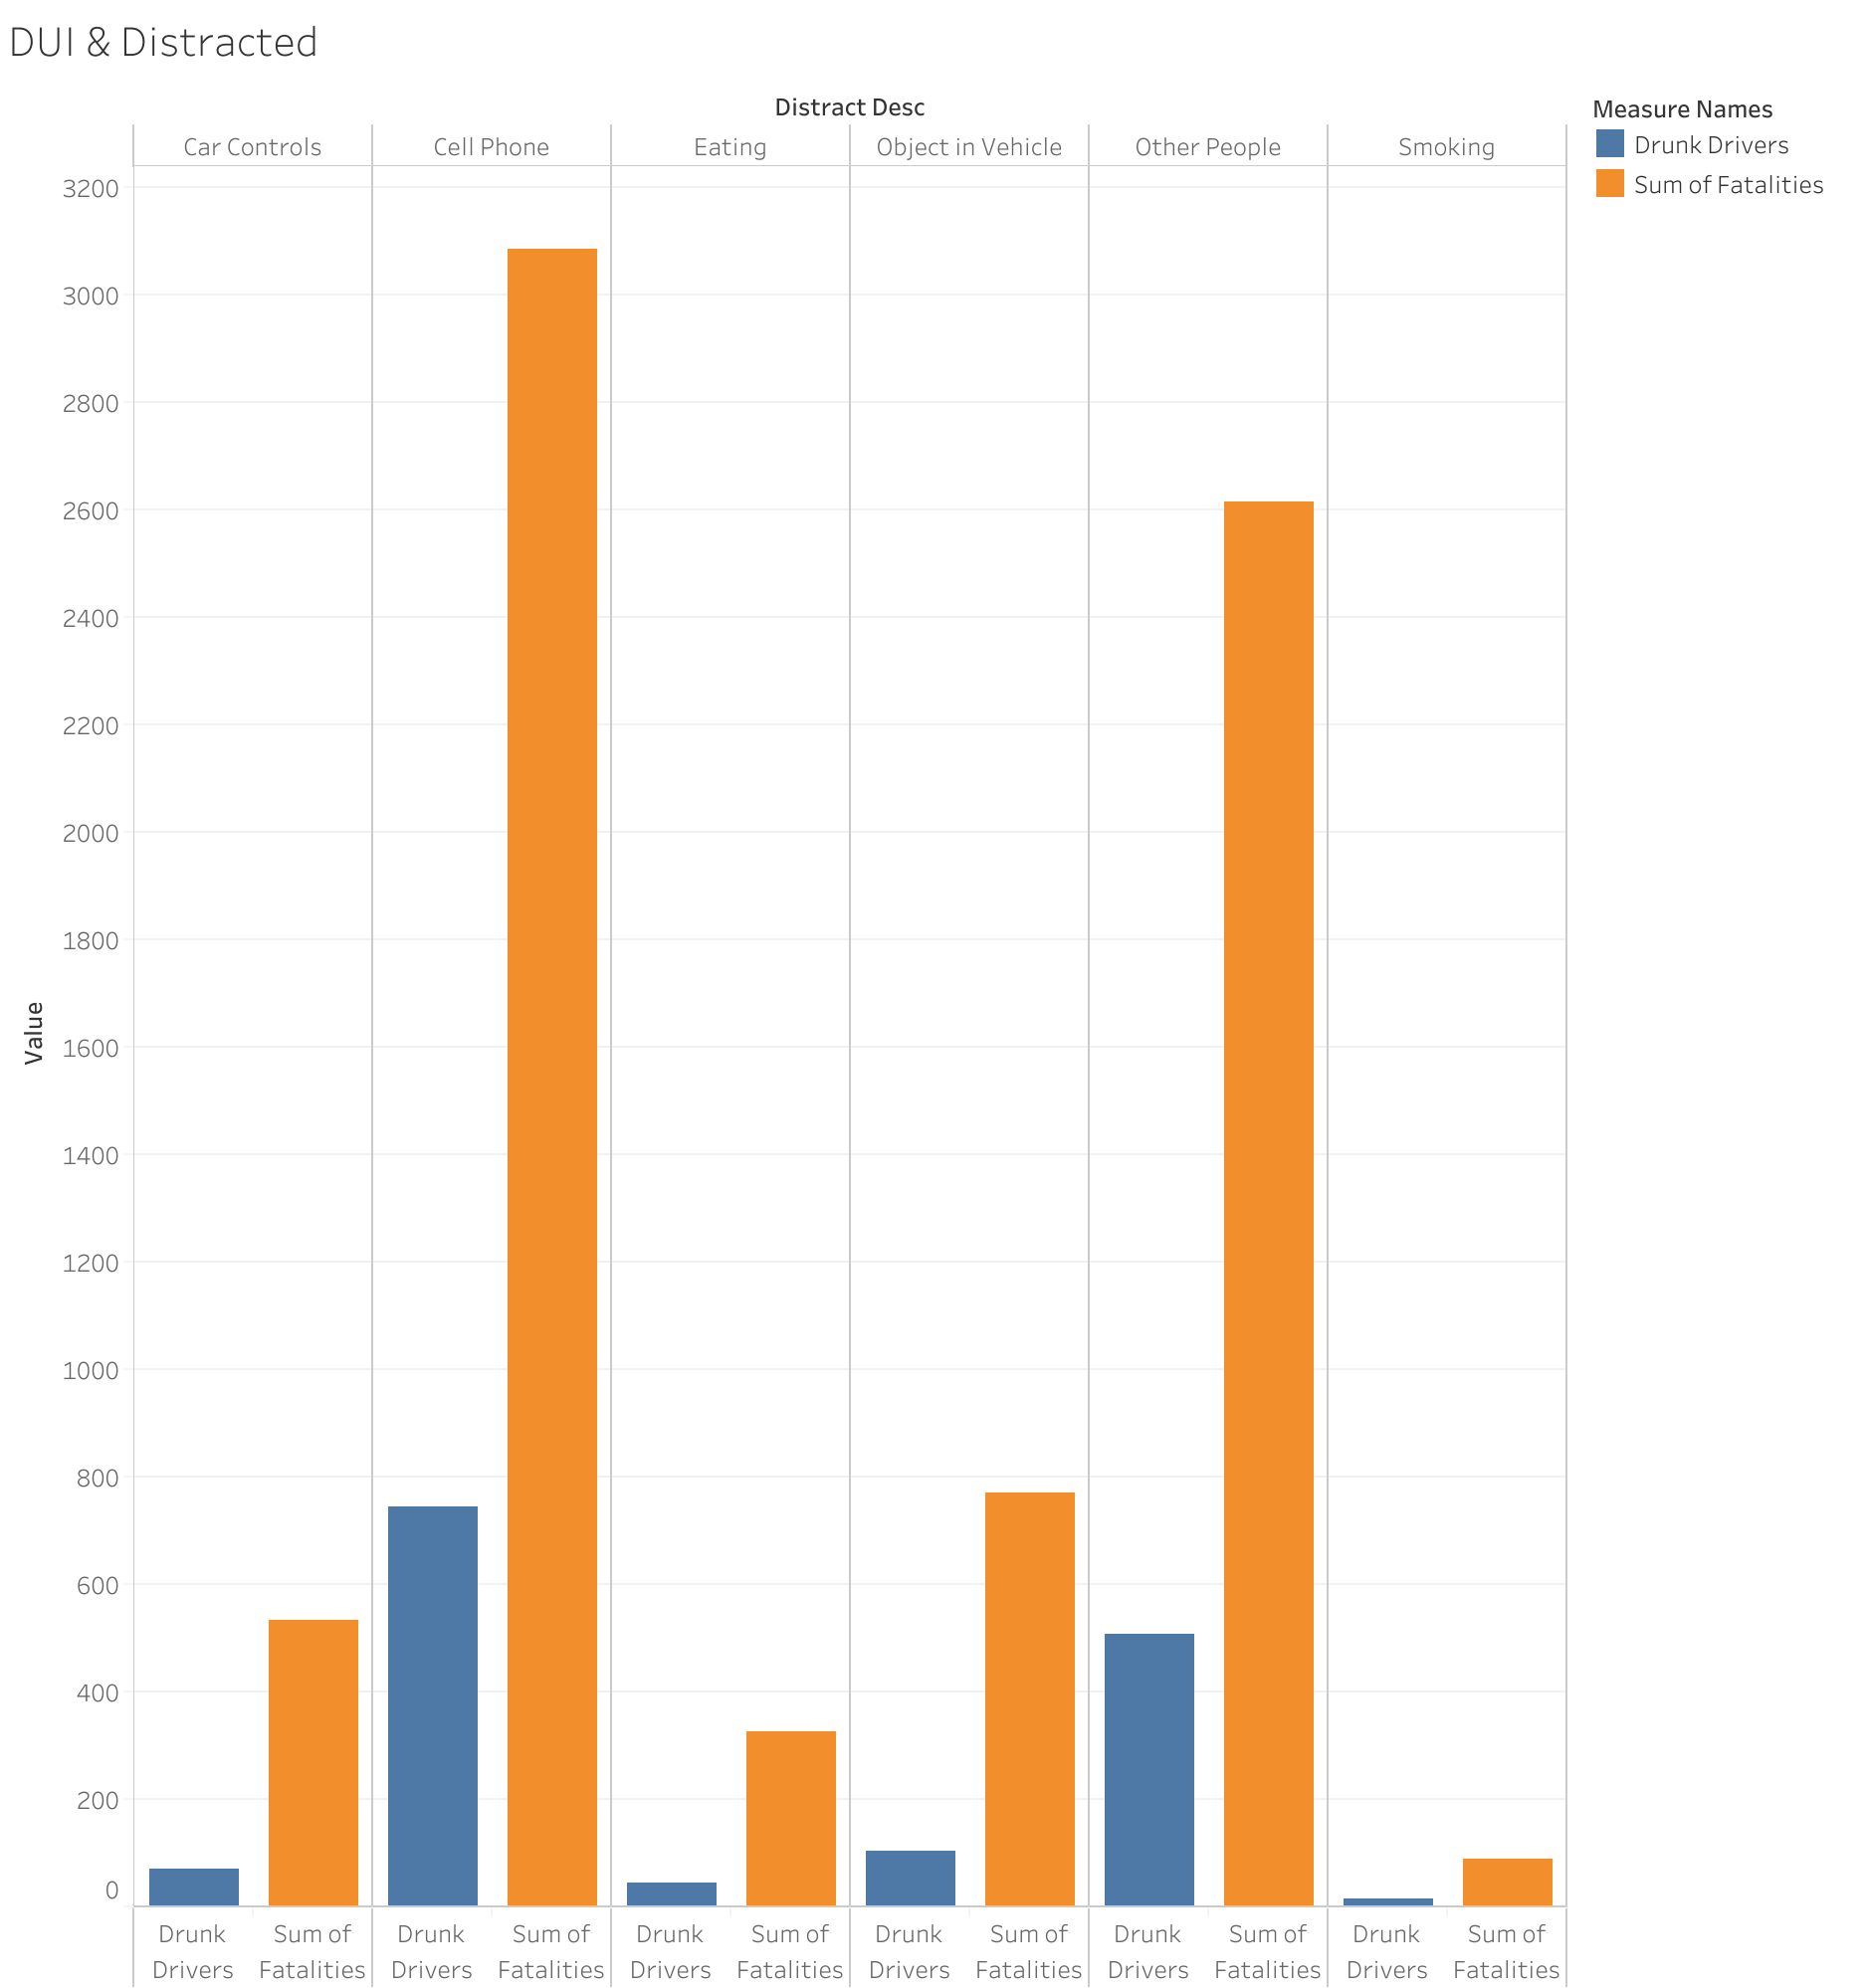 DUI & Distracted
Distract Desc
Measure Names
Car Controls Cell Phone Eating Object in Vehicle Other People Smoking
Drunk Drivers
Sum of Fatalities
3200
3000
2800
2600
2400
2200
2000
1800
1600
1400
1200
1000
800
600
400
200
0
Value
Drunk Sum of Drunk Sum of Drunk Sum of Drunk Sum of Drunk Sum of Drunk Sum of
Drivers Fatalities Drivers Fatalities Drivers Fatalities Drivers Fatalities Drivers Fatalities Drivers Fatalities